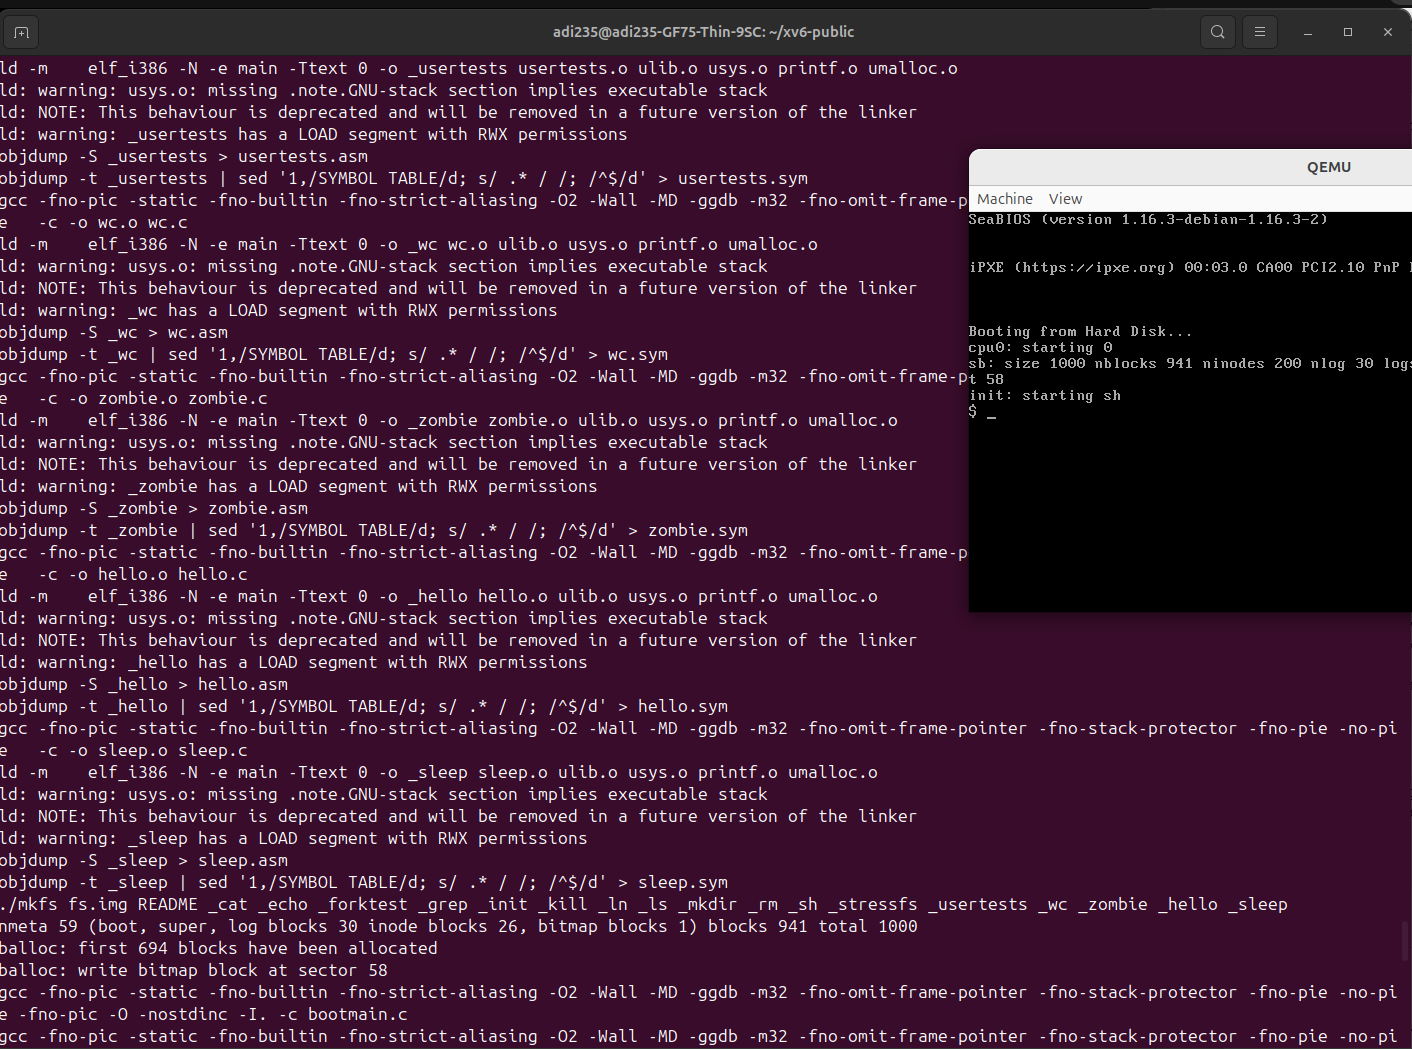 adi235@adi235-GF75-Thin-9SC: ~/xv6-public
ld -m    elf_i386 -N -e main -Ttext 0 -o _usertests usertests.o ulib.o usys.o printf.o umalloc.o
ld: warning: usys.o: missing .note.GNU-stack section implies executable stack
ld: NOTE: This behaviour is deprecated and will be removed in a future version of the linker
ld: warning: _usertests has a LOAD segment with RWX permissions
objdump -S _usertests > usertests.asm
objdump -t _usertests | sed '1,/SYMBOL TABLE/d; s/ .* / /; /^$/d' > usertests.sym
gcc -fno-pic -static -fno-builtin -fno-strict-aliasing -O2 -Wall -MD -ggdb -m32 -fno-omit-frame-p
e   -c -o wc.o wc.c
ld -m    elf_i386 -N -e main -Ttext 0 -o _wc wc.o ulib.o usys.o printf.o umalloc.o
ld: warning: usys.o: missing .note.GNU-stack section implies executable stack
ld: NOTE: This behaviour is deprecated and will be removed in a future version of the linker
ld: warning: _wc has a LOAD segment with RWX permissions
objdump -S _wc > wc.asm
objdump -t _wc | sed '1,/SYMBOL TABLE/d; s/ .* / /; /^$/d' > wc.sym
gcc -fno-pic -static -fno-builtin -fno-strict-aliasing -O2 -Wall -MD -ggdb -m32 -fno-omit-frame-p
e   -c -o zombie.o zombie.c
ld -m    elf_i386 -N -e main -Ttext 0 -o _zombie zombie.o ulib.o usys.o printf.o umalloc.o
ld: warning: usys.o: missing .note.GNU-stack section implies executable stack
ld: NOTE: This behaviour is deprecated and will be removed in a future version of the linker
ld: warning: _zombie has a LOAD segment with RWX permissions
objdump -S _zombie > zombie.asm
objdump -t _zombie | sed '1,/SYMBOL TABLE/d; s/ .* / /; /^$/d' > zombie.sym
gcc -fno-pic -static -fno-builtin -fno-strict-aliasing -O2 -Wall -MD -ggdb -m32 -fno-omit-frame-p
e   -c -o hello.o hello.c
ld -m    elf_i386 -N -e main -Ttext 0 -o _hello hello.o ulib.o usys.o printf.o umalloc.o
ld: warning: usys.o: missing .note.GNU-stack section implies executable stack
ld: NOTE: This behaviour is deprecated and will be removed in a future version of the linker
ld: warning: _hello has a LOAD segment with RWX permissions
objdump -S _hello > hello.asm
objdump -t _hello | sed '1,/SYMBOL TABLE/d; s/ .* / /; /^$/d' > hello.sym
gcc -fno-pic -static -fno-builtin -fno-strict-aliasing -O2 -Wall -MD -ggdb -m32 -fno-omit-frame-pointer -fno-stack-protector -fno-pie -no-pi
e   -c -o sleep.o sleep.c
ld -m    elf_i386 -N -e main -Ttext 0 -o _sleep sleep.o ulib.o usys.o printf.o umalloc.o
ld: warning: usys.o: missing .note.GNU-stack section implies executable stack
ld: NOTE: This behaviour is deprecated and will be removed in a future version of the linker
ld: warning: _sleep has a LOAD segment with RWX permissions
objdump -S _sleep > sleep.asm
objdump -t _sleep | sed '1,/SYMBOL TABLE/d; s/ .* / /; /^$/d' > sleep.sym
./mkfs fs.img README _cat _echo _forktest _grep _init _kill _ln _ls _mkdir _rm _sh _stressfs _usertests _wc _zombie _hello _sleep
nmeta 59 (boot, super, log blocks 30 inode blocks 26, bitmap blocks 1) blocks 941 total 1000
balloc: first 694 blocks have been allocated
balloc: write bitmap block at sector 58
gcc -fno-pic -static -fno-builtin -fno-strict-aliasing -O2 -Wall -MD -ggdb -m32 -fno-omit-frame-pointer -fno-stack-protector -fno-pie -no-pi
e -fno-pic -O -nostdinc -I. -c bootmain.c
gcc -fno-pic -static -fno-builtin -fno-strict-aliasing -O2 -Wall -MD -ggdb -m32 -fno-omit-frame-pointer -fno-stack-protector -fno-pie -no-pi
QEMU
Machine View
SeaBIOS (version 1.16.3-debian-1.16.3-2)
iPXE (https://ipxe.org) 00:03.0 CA00 PCI2.10 PnP
Booting from Hard Disk...
cpu0: starting 0
sb: size 1000 nblocks 941 ninodes 200 nlog 30 logs
t 58
init: starting sh
$ _